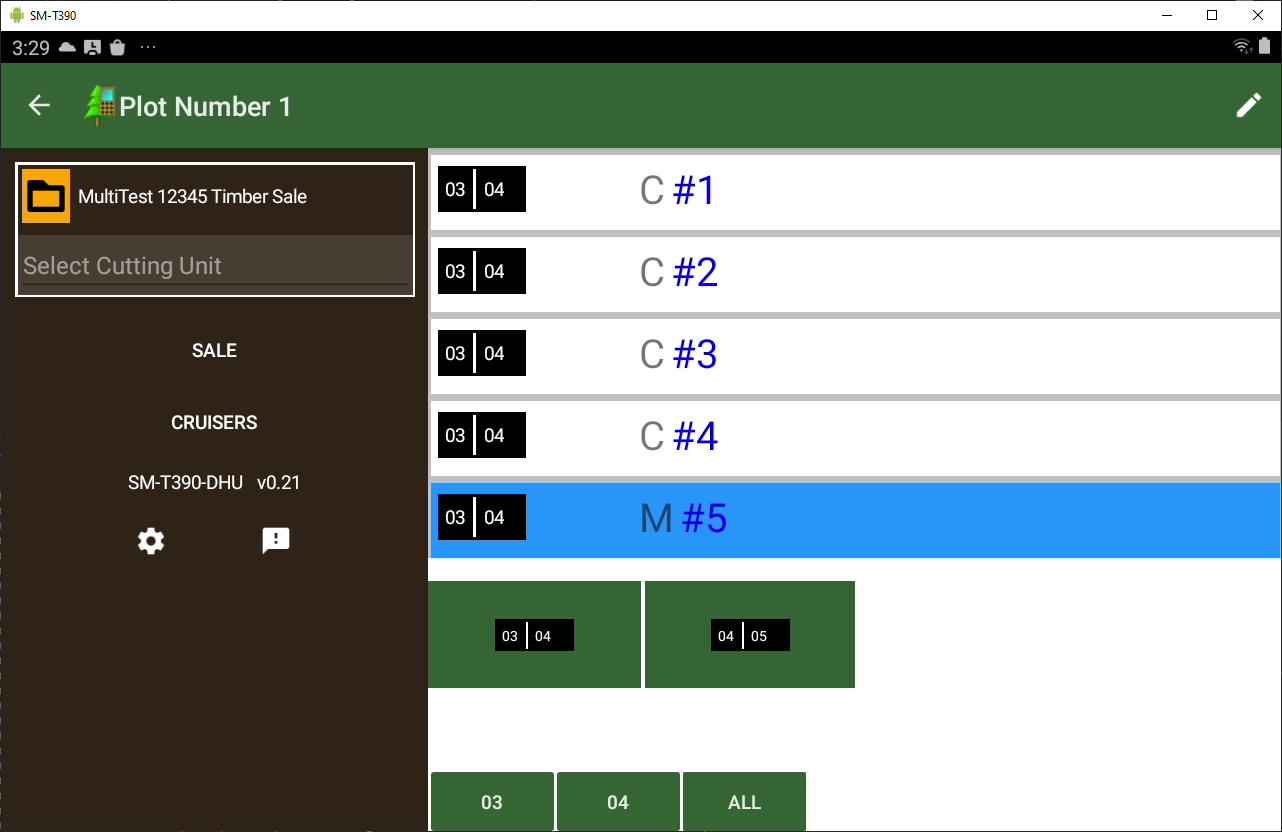 SM-T390
3:29
Plot Number 1
MultiTest 12345 Timber Sale
Select Cutting Unit
SALE
CRUISERS
SM-T390-DHU v0.21
03 04 C #1
03 04 C #2
03 04 C #3
03 04 C #4
03 04 M #5
03 04
04 05
03 04 ALL